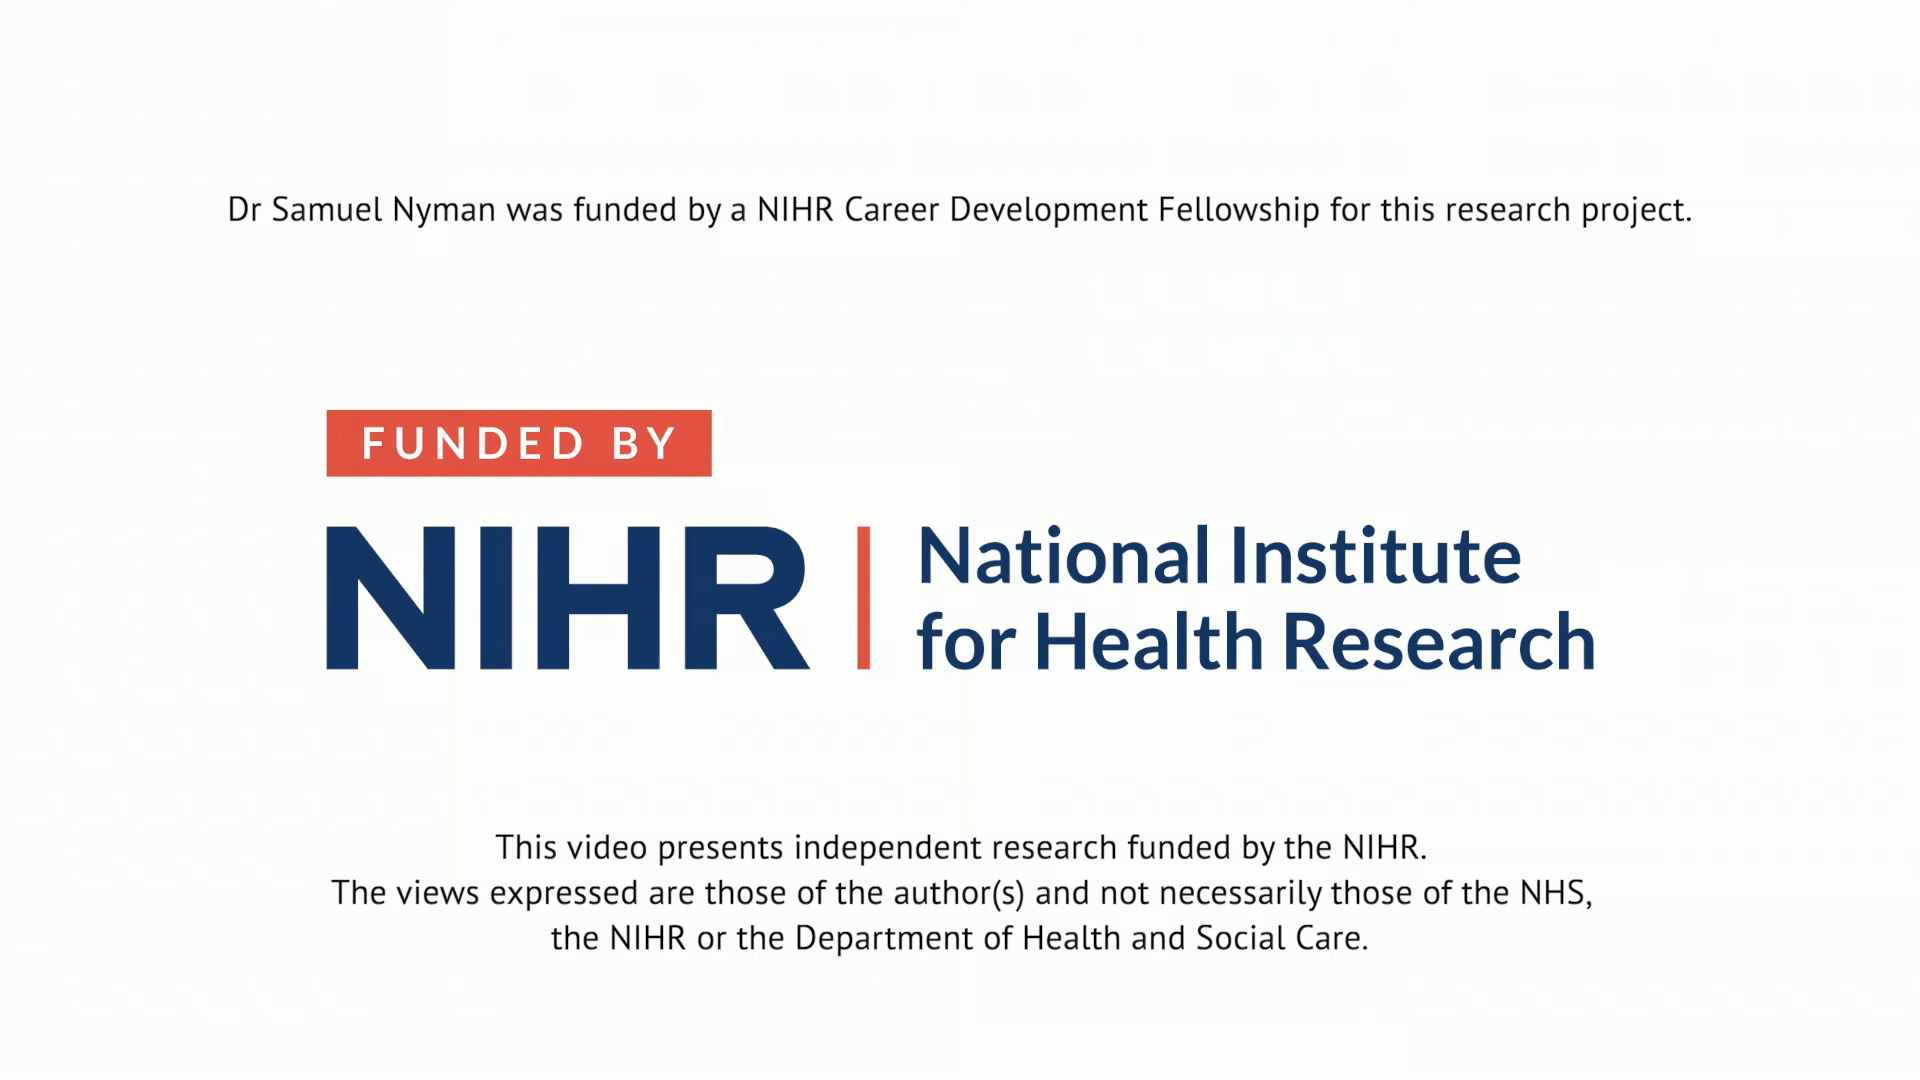 Dr Samuel Nyman was funded by a NIHR Career Development Fellowship for this research project.
FUNDED BY
NIHR | National Institute
for Health Research
This video presents independent research funded by the NIHR.
The views expressed are those of the author(s) and not necessarily those of the NHS,
the NIHR or the Department of Health and Social Care.